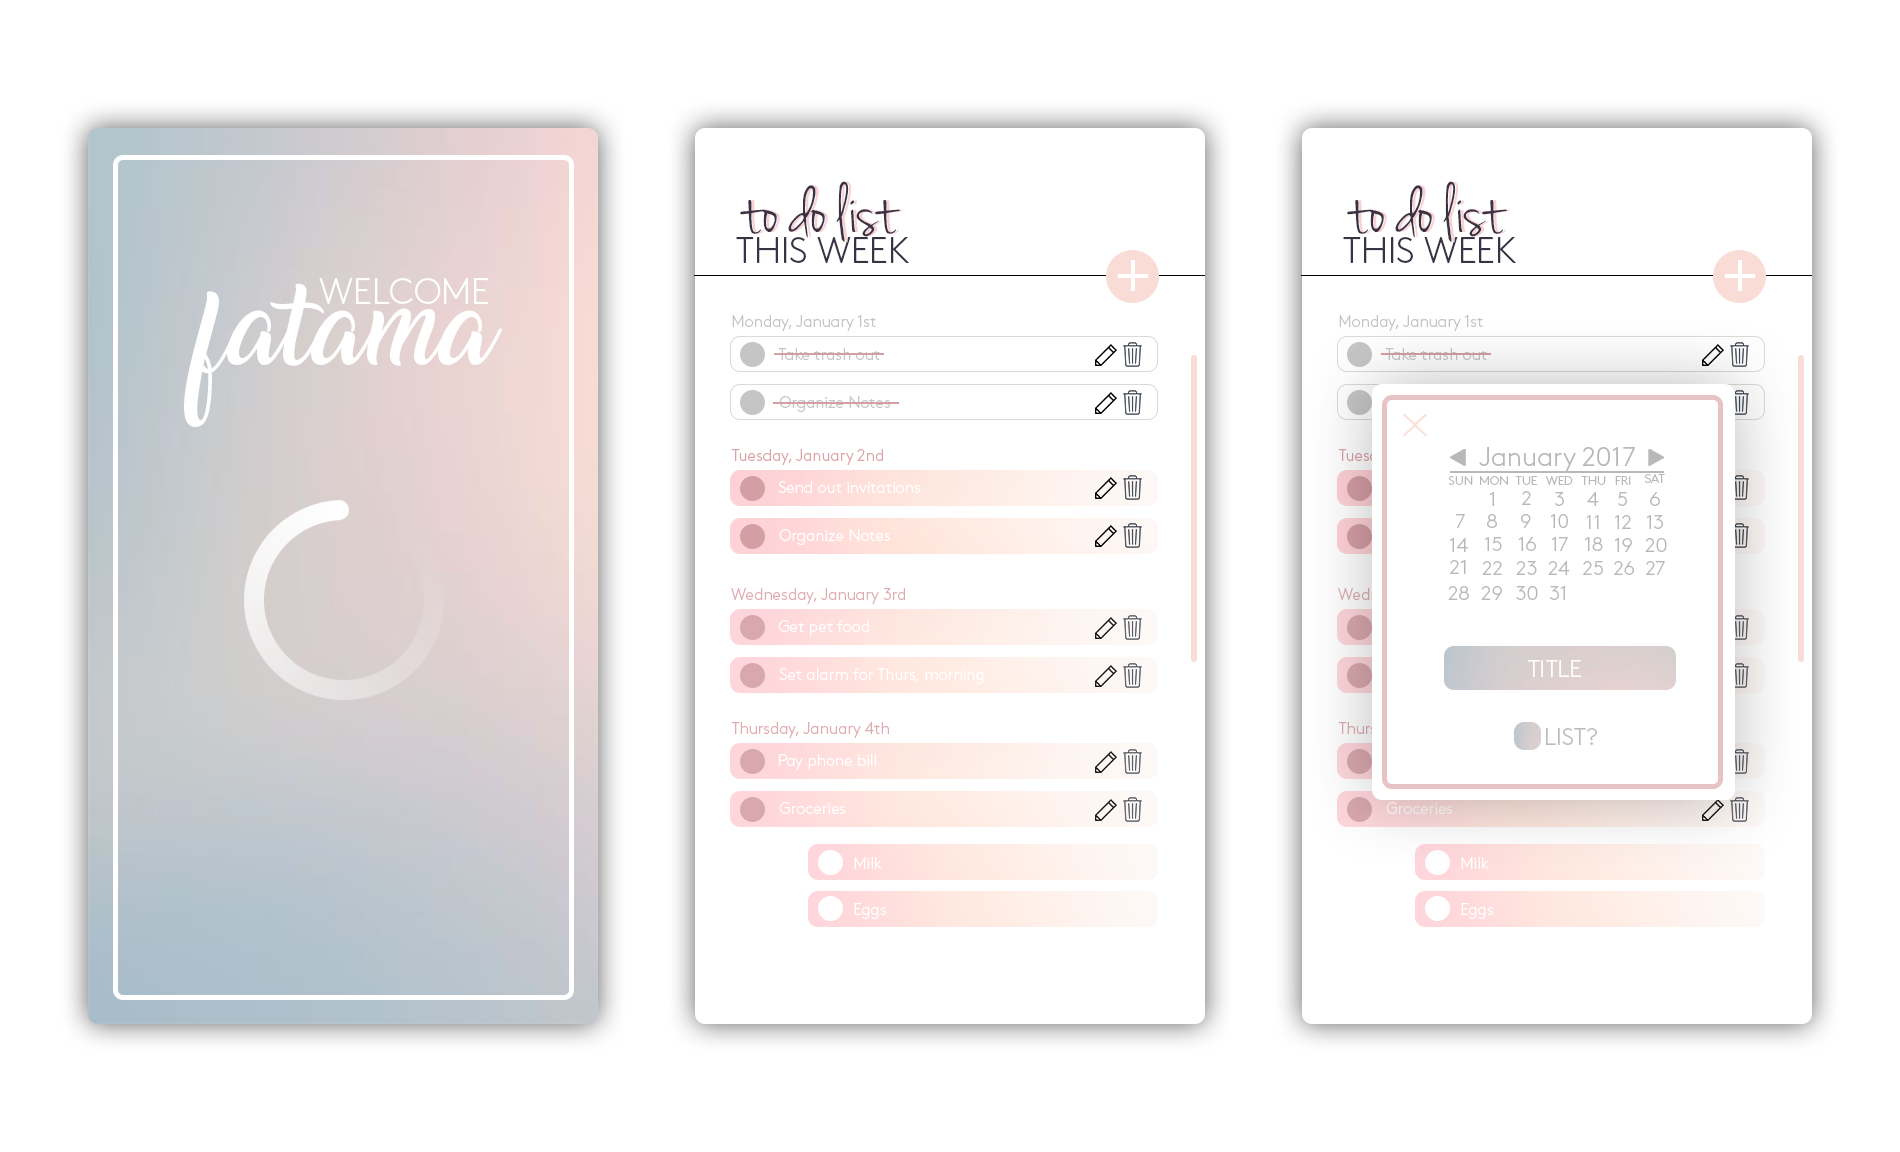 WELCOME
fatama
to do list
THIS WEEK
Monday, January 1st
Take trash out
Organize Notes
Tuesday, January 2nd
Send out invitations
Organize Notes
Wednesday, January 3rd
Get pet food
Set alarm for Thurs, morning
Thursday, January 4th
Pay phone bill
Groceries
Milk
Eggs
to do list
THIS WEEK
Monday, January 1st
Take trash out
Tues
Wed
Thurs
January 2017
SUN MON TUE WED THU FRI SAT
1 2 3 4 5 6
7 8 9 10 11 12 13
14 15 16 17 18 19 20
21 22 23 24 25 26 27
28 29 30 31
TITLE
LIST?
Groceries
Milk
Eggs